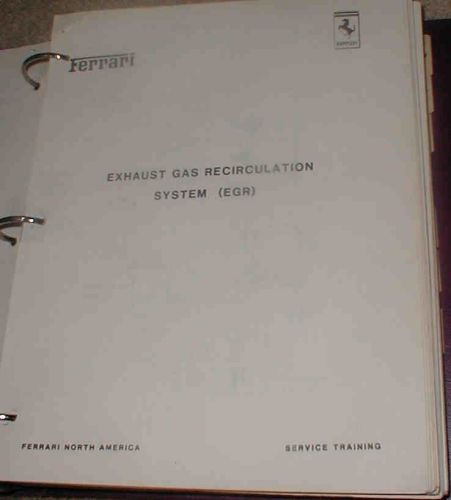 Ferrari
EXHAUST GAS RECIRCULATION
SYSTEM (EGR)
FERRARI NORTH AMERICA
SERVICE TRAINING